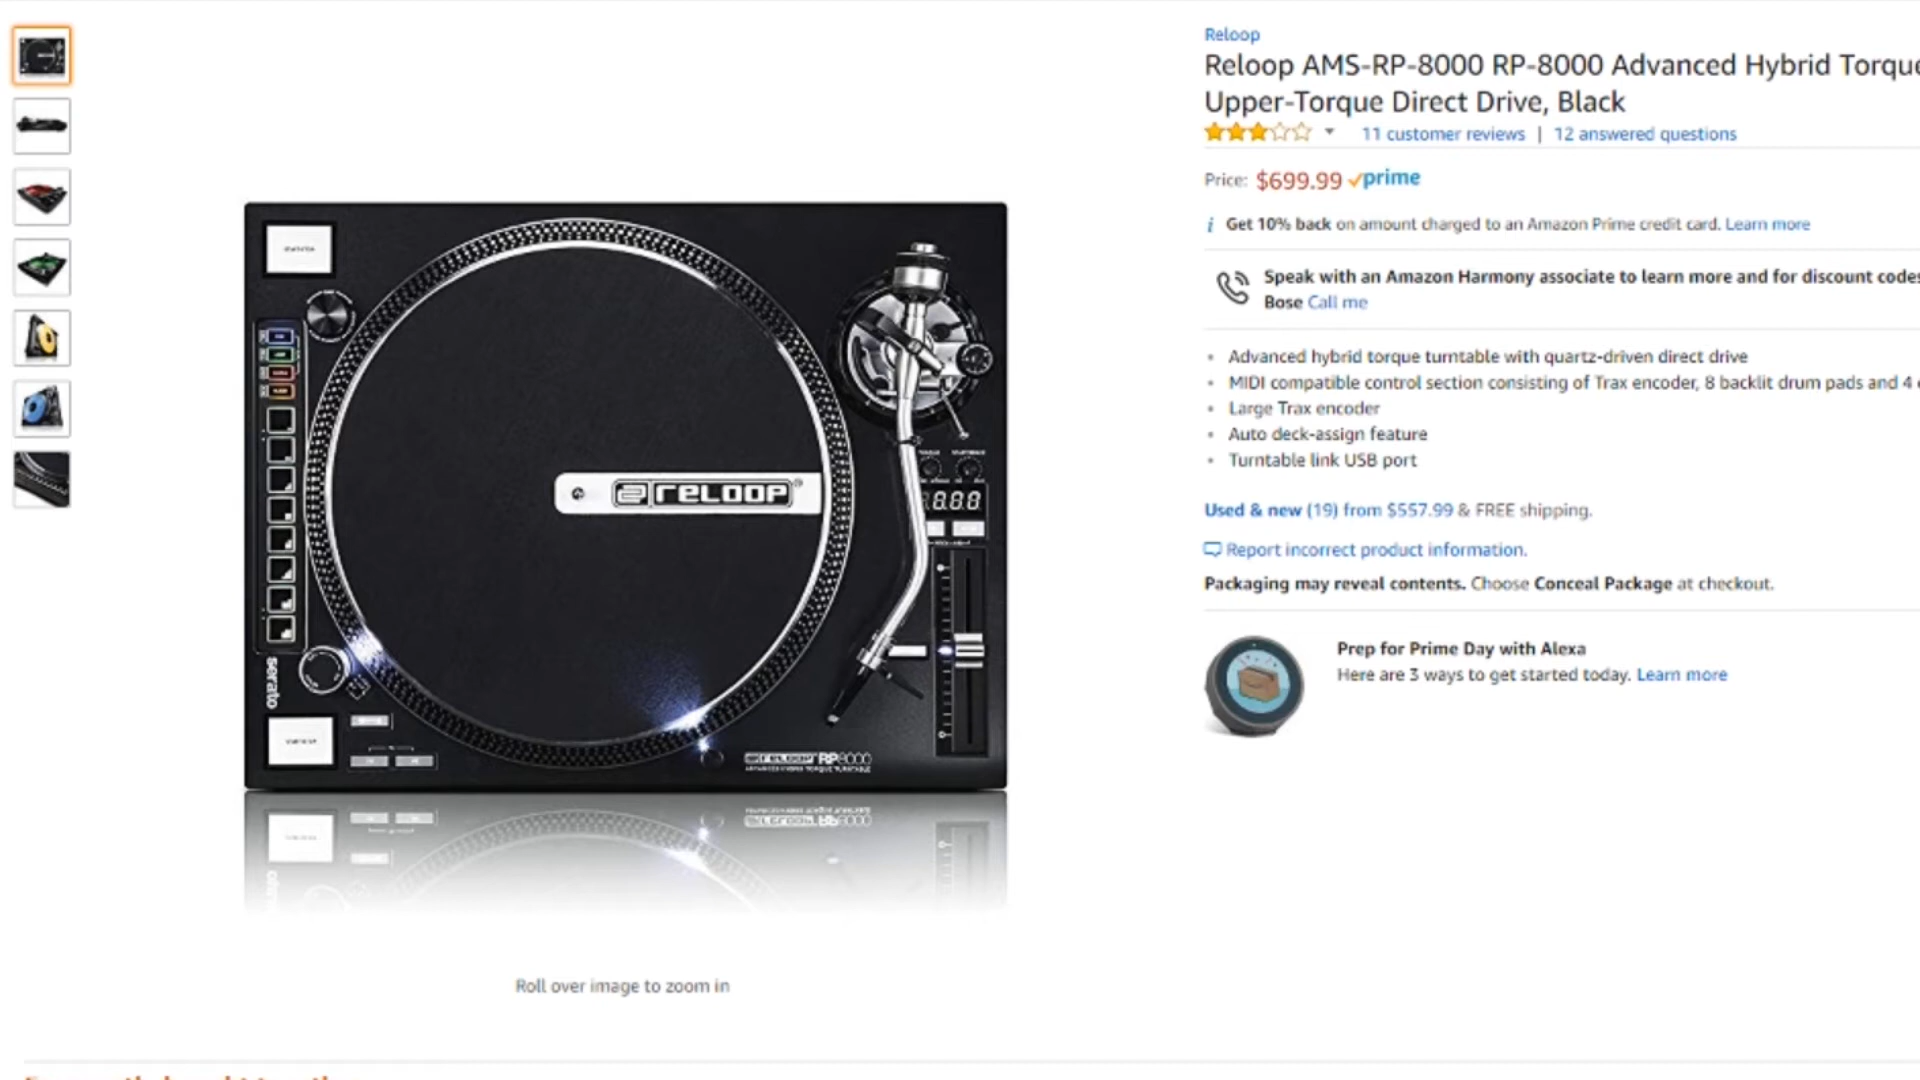 Reloop
Reloop AMS-RP-8000 RP-8000 Advanced Hybrid Torque
Upper-Torque Direct Drive, Black
11 customer reviews | 12 answered questions
Price: $699.99 prime
Get 10% back on amount charged to an Amazon Prime credit card. Learn more
Speak with an Amazon Harmony associate to learn more and for discount codes
Bose Call me
Advanced hybrid torque turntable with quartz-driven direct drive
MIDI compatible control section consisting of Trax encoder, 8 backlit drum pads and 4
Large Trax encoder
Auto deck-assign feature
Turntable link USB port
Used & new (19) from $557.99 & FREE shipping.
Report incorrect product information.
Packaging may reveal contents. Choose Conceal Package at checkout.
Prep for Prime Day with Alexa
Here are 3 ways to get started today. Learn more
RELOOP
8.8.8
serato
RELOOP RP8000
ADVANCED HYBRID TORQUE TURNTABLE
Roll over image to zoom in